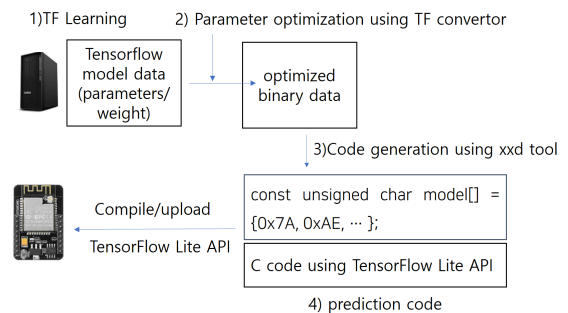 1)TF Learning
2) Parameter optimization using TF convertor
Tensorflow
model data
(parameters/
weight)
optimized
binary data
3)Code generation using xxd tool
const unsigned char model[] =
{0x7A, 0xAE, ··· };
Compile/upload
TensorFlow Lite API
C code using TensorFlow Lite API
4) prediction code